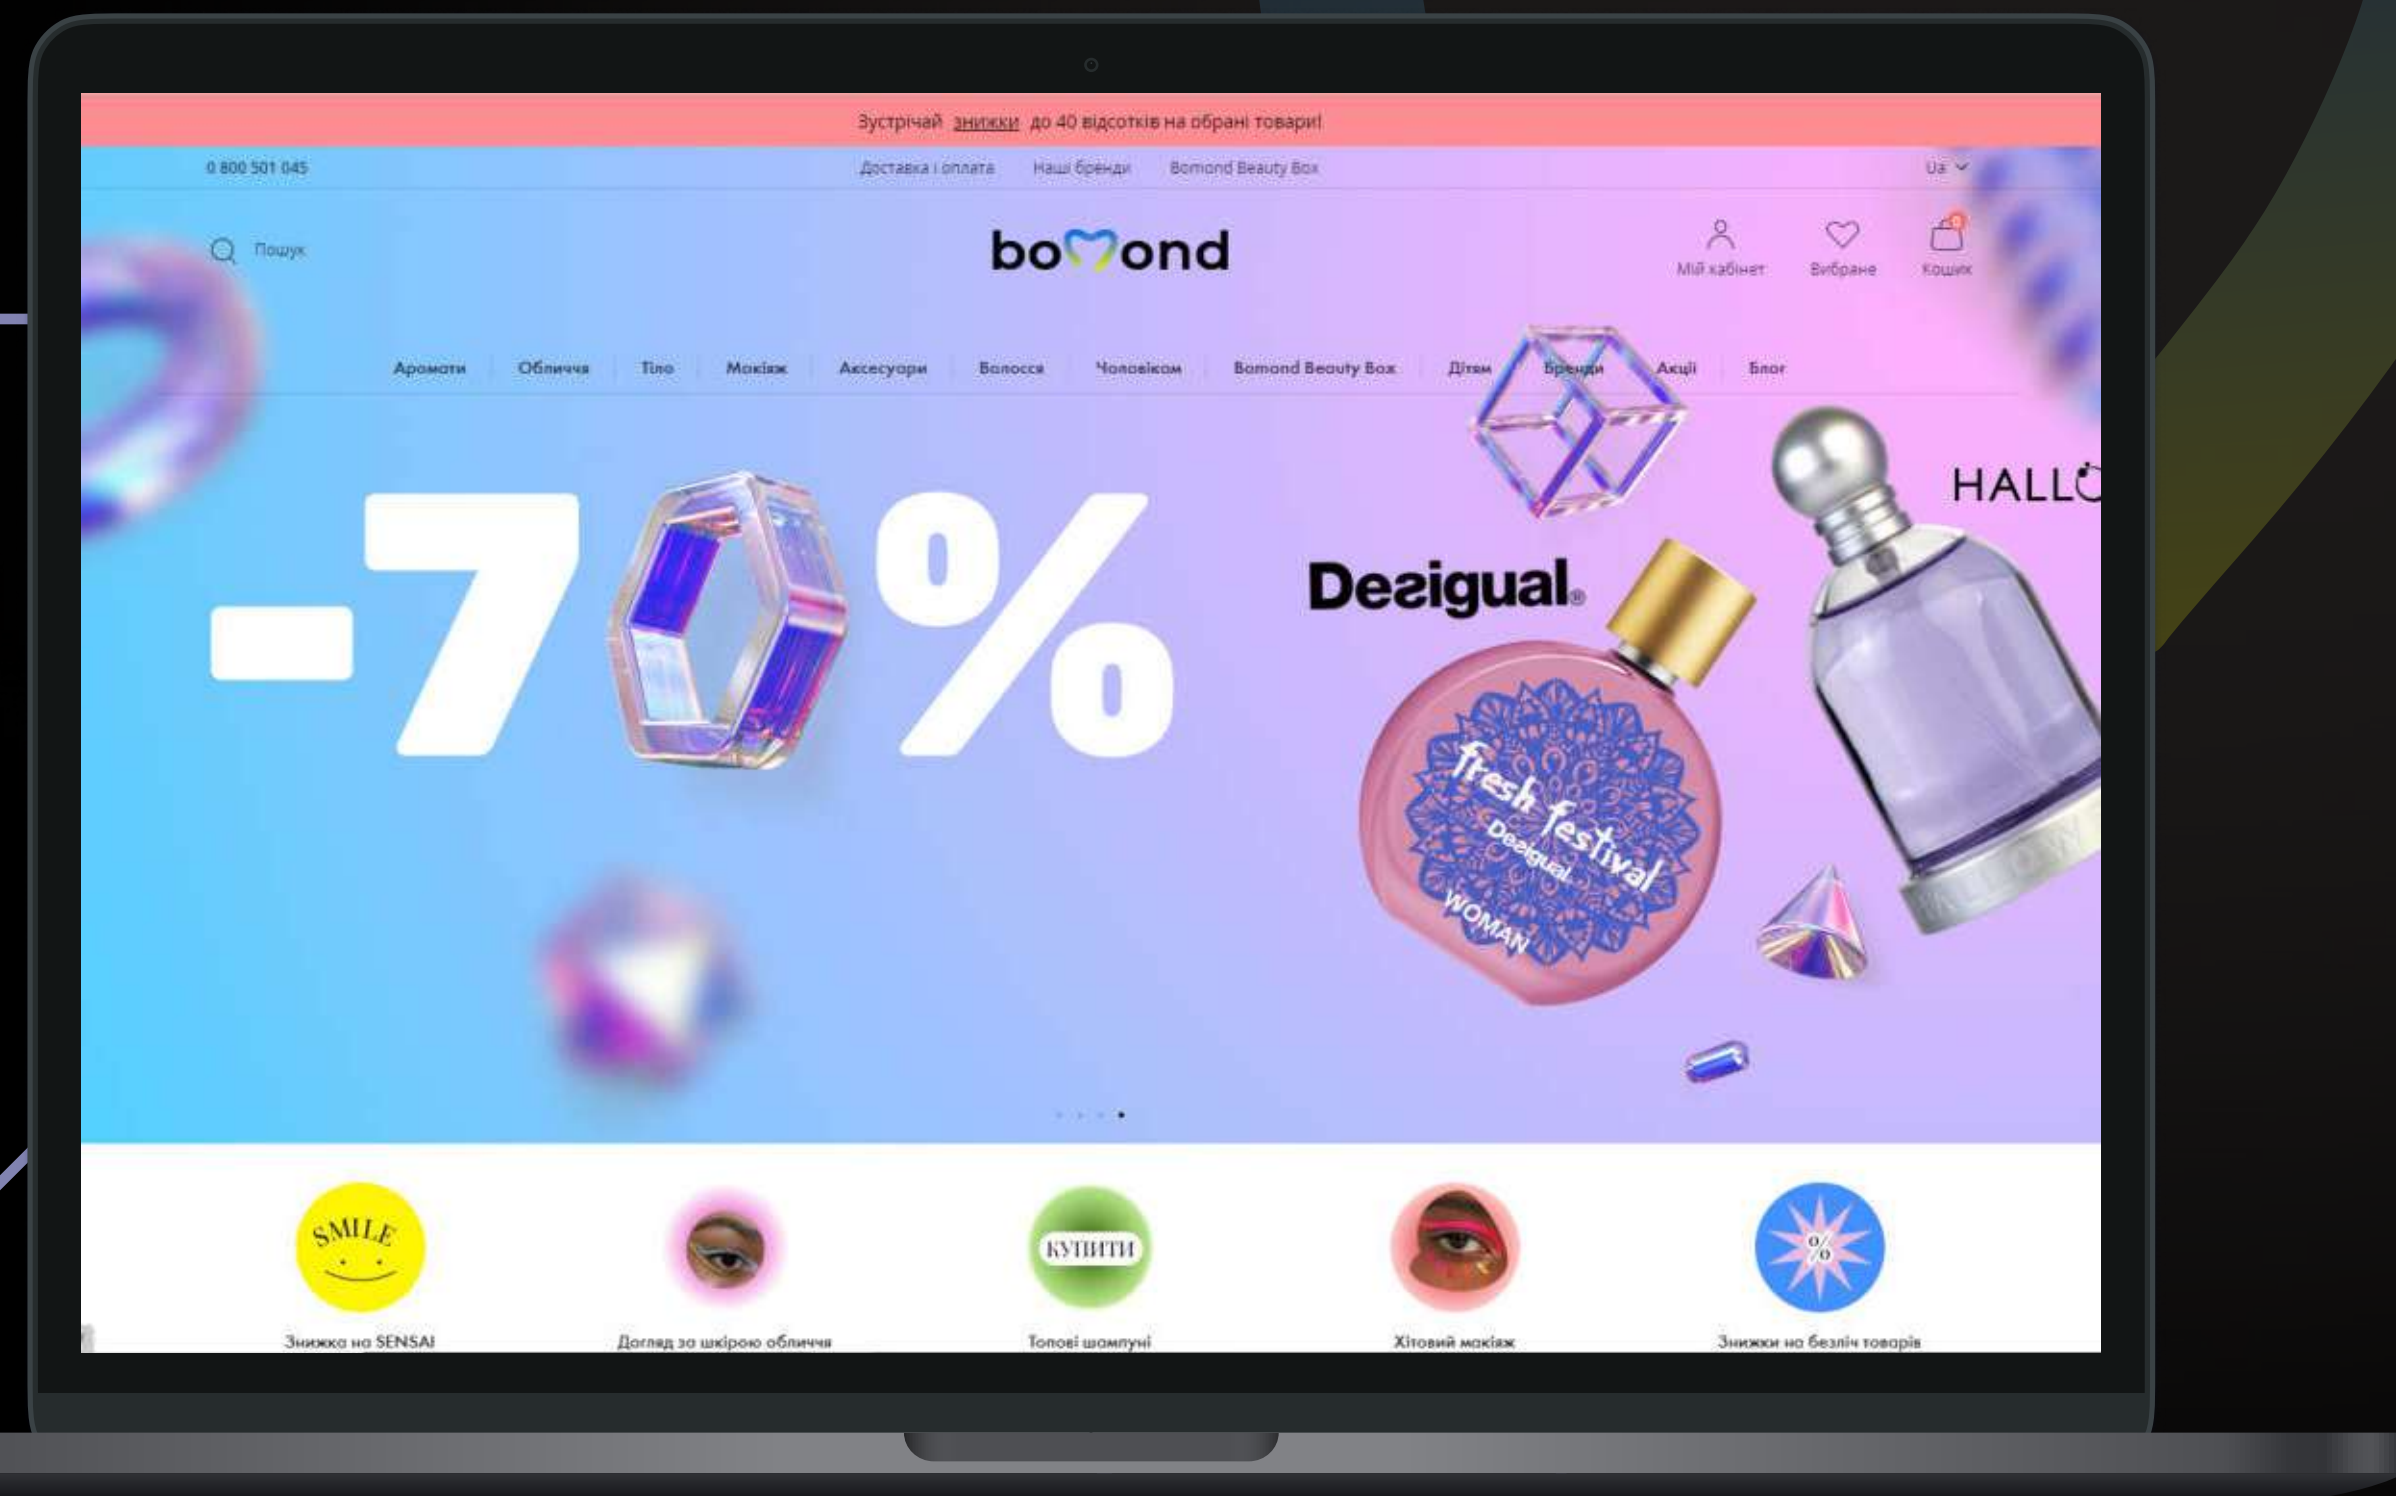 Зустрічай знижки до 40 відсотків на обрані товари!
0 800 501 045 Доставка і оплата Наші бренди Bomond Beauty Box Ua
Пошук bomond Мій кабінет Вибране 0 Кошик
Аромати Обличчя Тіло Макіяж Аксесуари Волосся Чоловікам Bomond Beauty Box Дітям Бренди Акції Блог
-70%
HALLO
Desigual®
fresh festival
Desigual
WOMAN
HALLOW
SMILE
КУПИТИ
%
Знижка на SENSAI Догляд за шкірою обличчя Топові шампуні Хітовий макіяж Знижки на безліч товарів